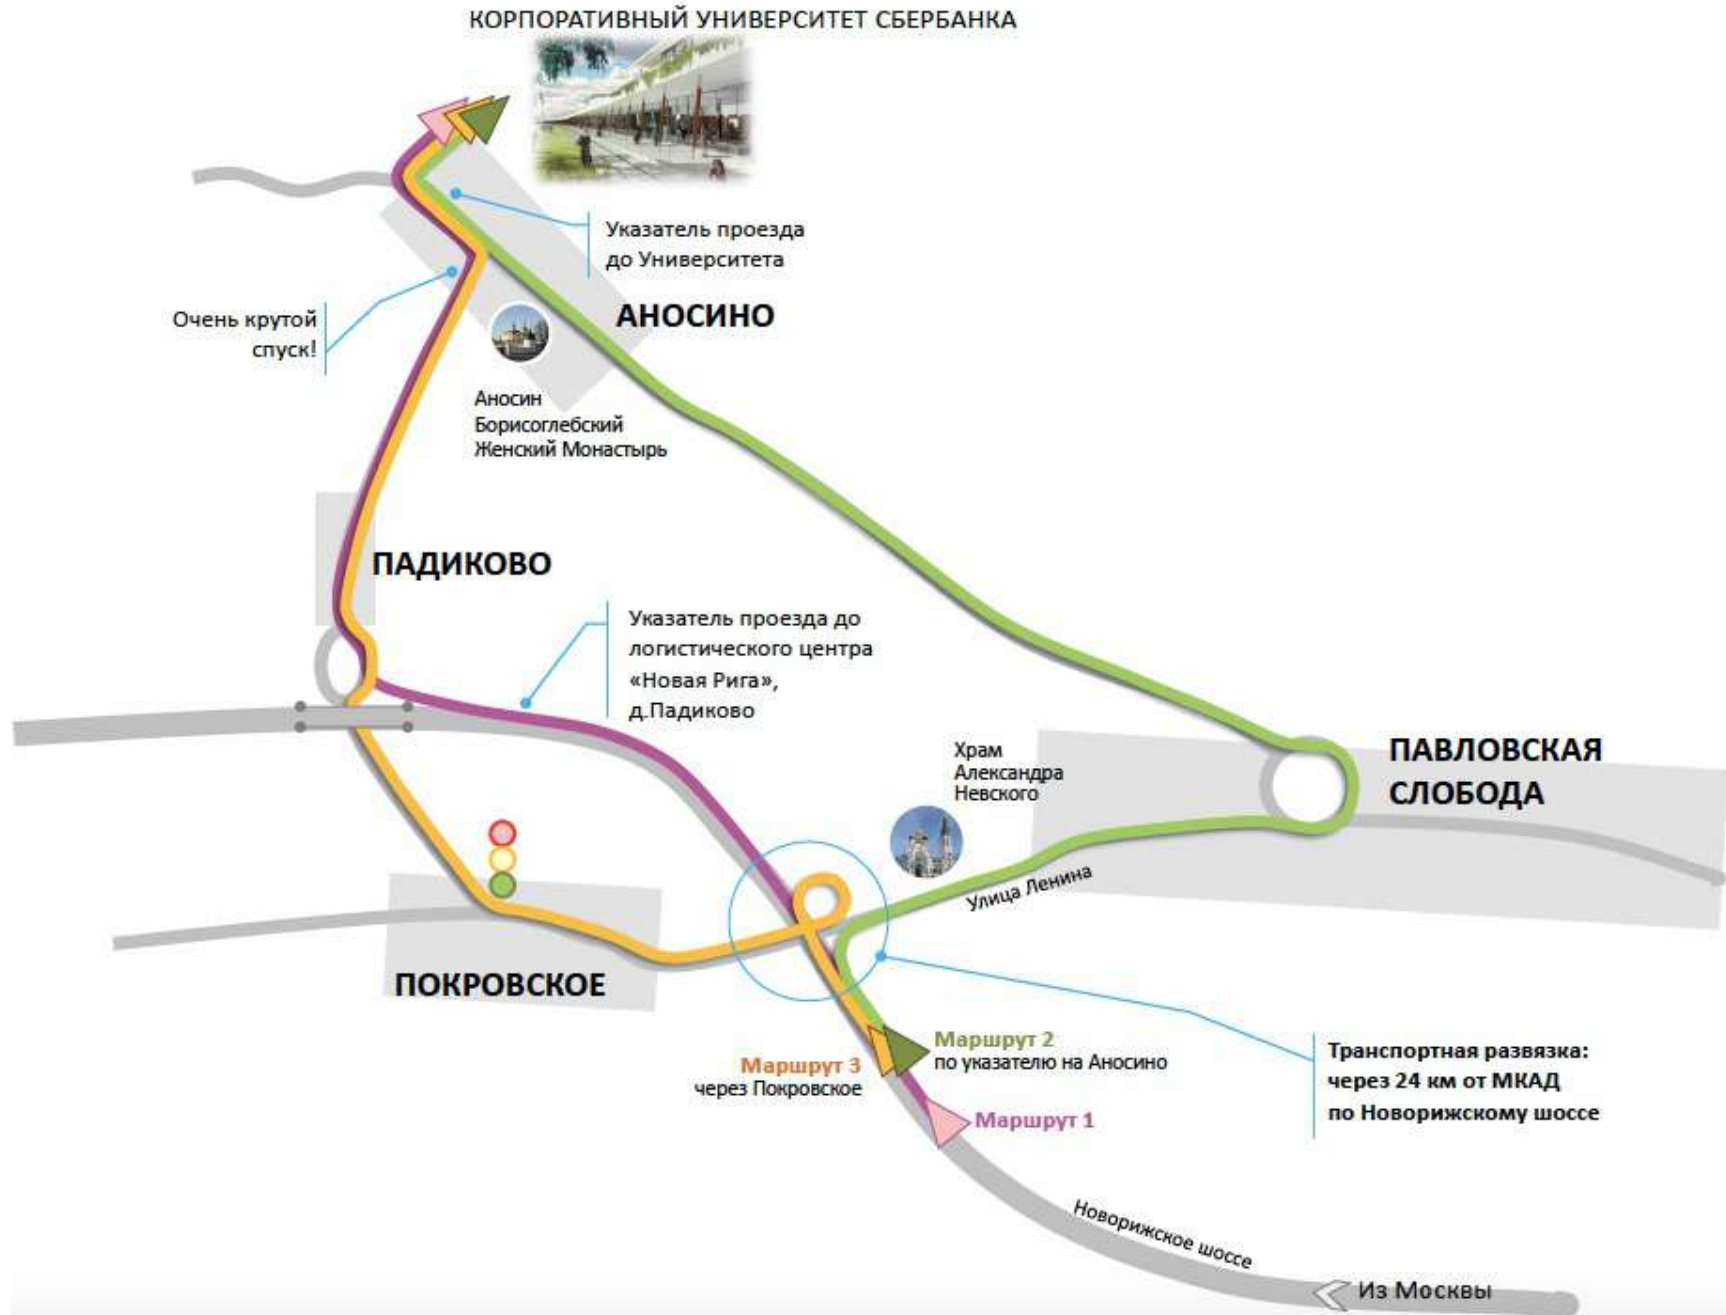 КОРПОРАТИВНЫЙ УНИВЕРСИТЕТ СБЕРБАНКА
Указатель проезда
до Университета
АНОСИНО
Очень крутой
спуск!
Аносин
Борисоглебский
Женский Монастырь
ПАДИКОВО
Указатель проезда до
логистического центра
«Новая Рига»,
д.Падиково
Храм
Александра
Невского
ПАВЛОВСКАЯ
СЛОБОДА
Улица Ленина
ПОКРОВСКОЕ
Маршрут 2
по указателю на Аносино
Маршрут 3
через Покровское
Маршрут 1
Транспортная развязка:
через 24 км от МКАД
по Новорижскому шоссе
Новорижское шоссе
Из Москвы